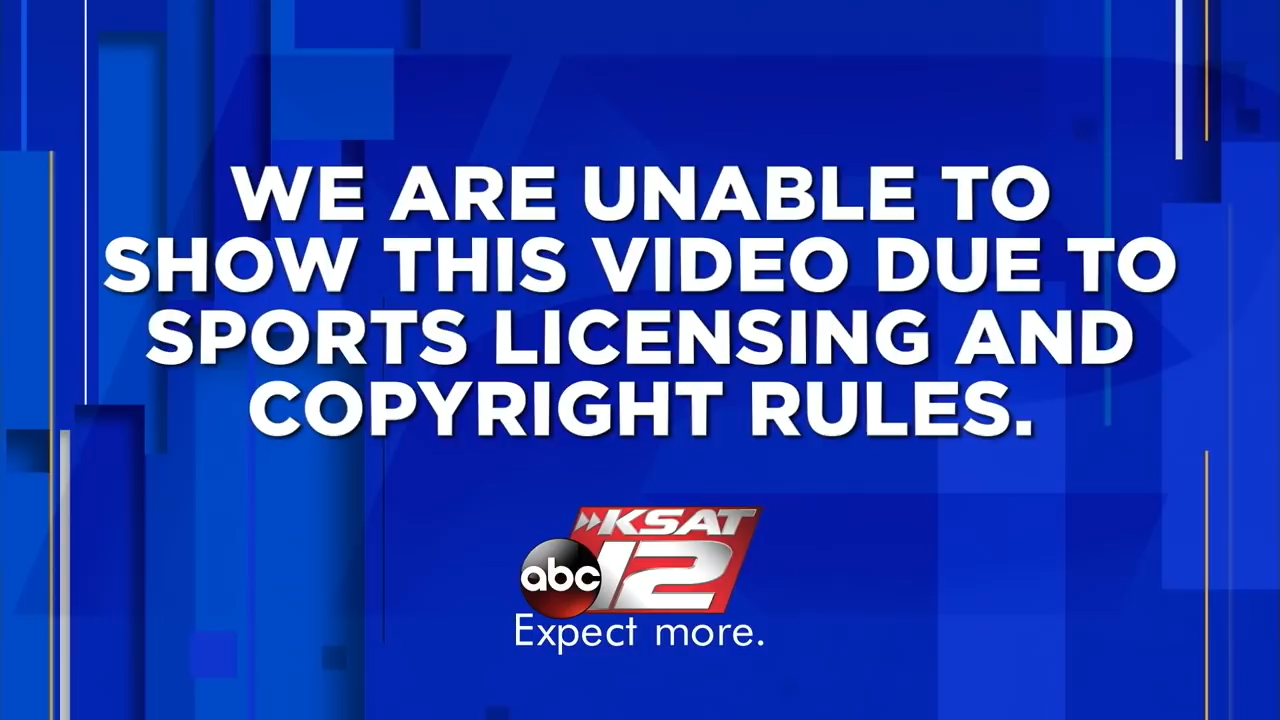 WE ARE UNABLE TO
SHOW THIS VIDEO DUE TO
SPORTS LICENSING AND
COPYRIGHT RULES.
KSAT
abc 12
Expect more.